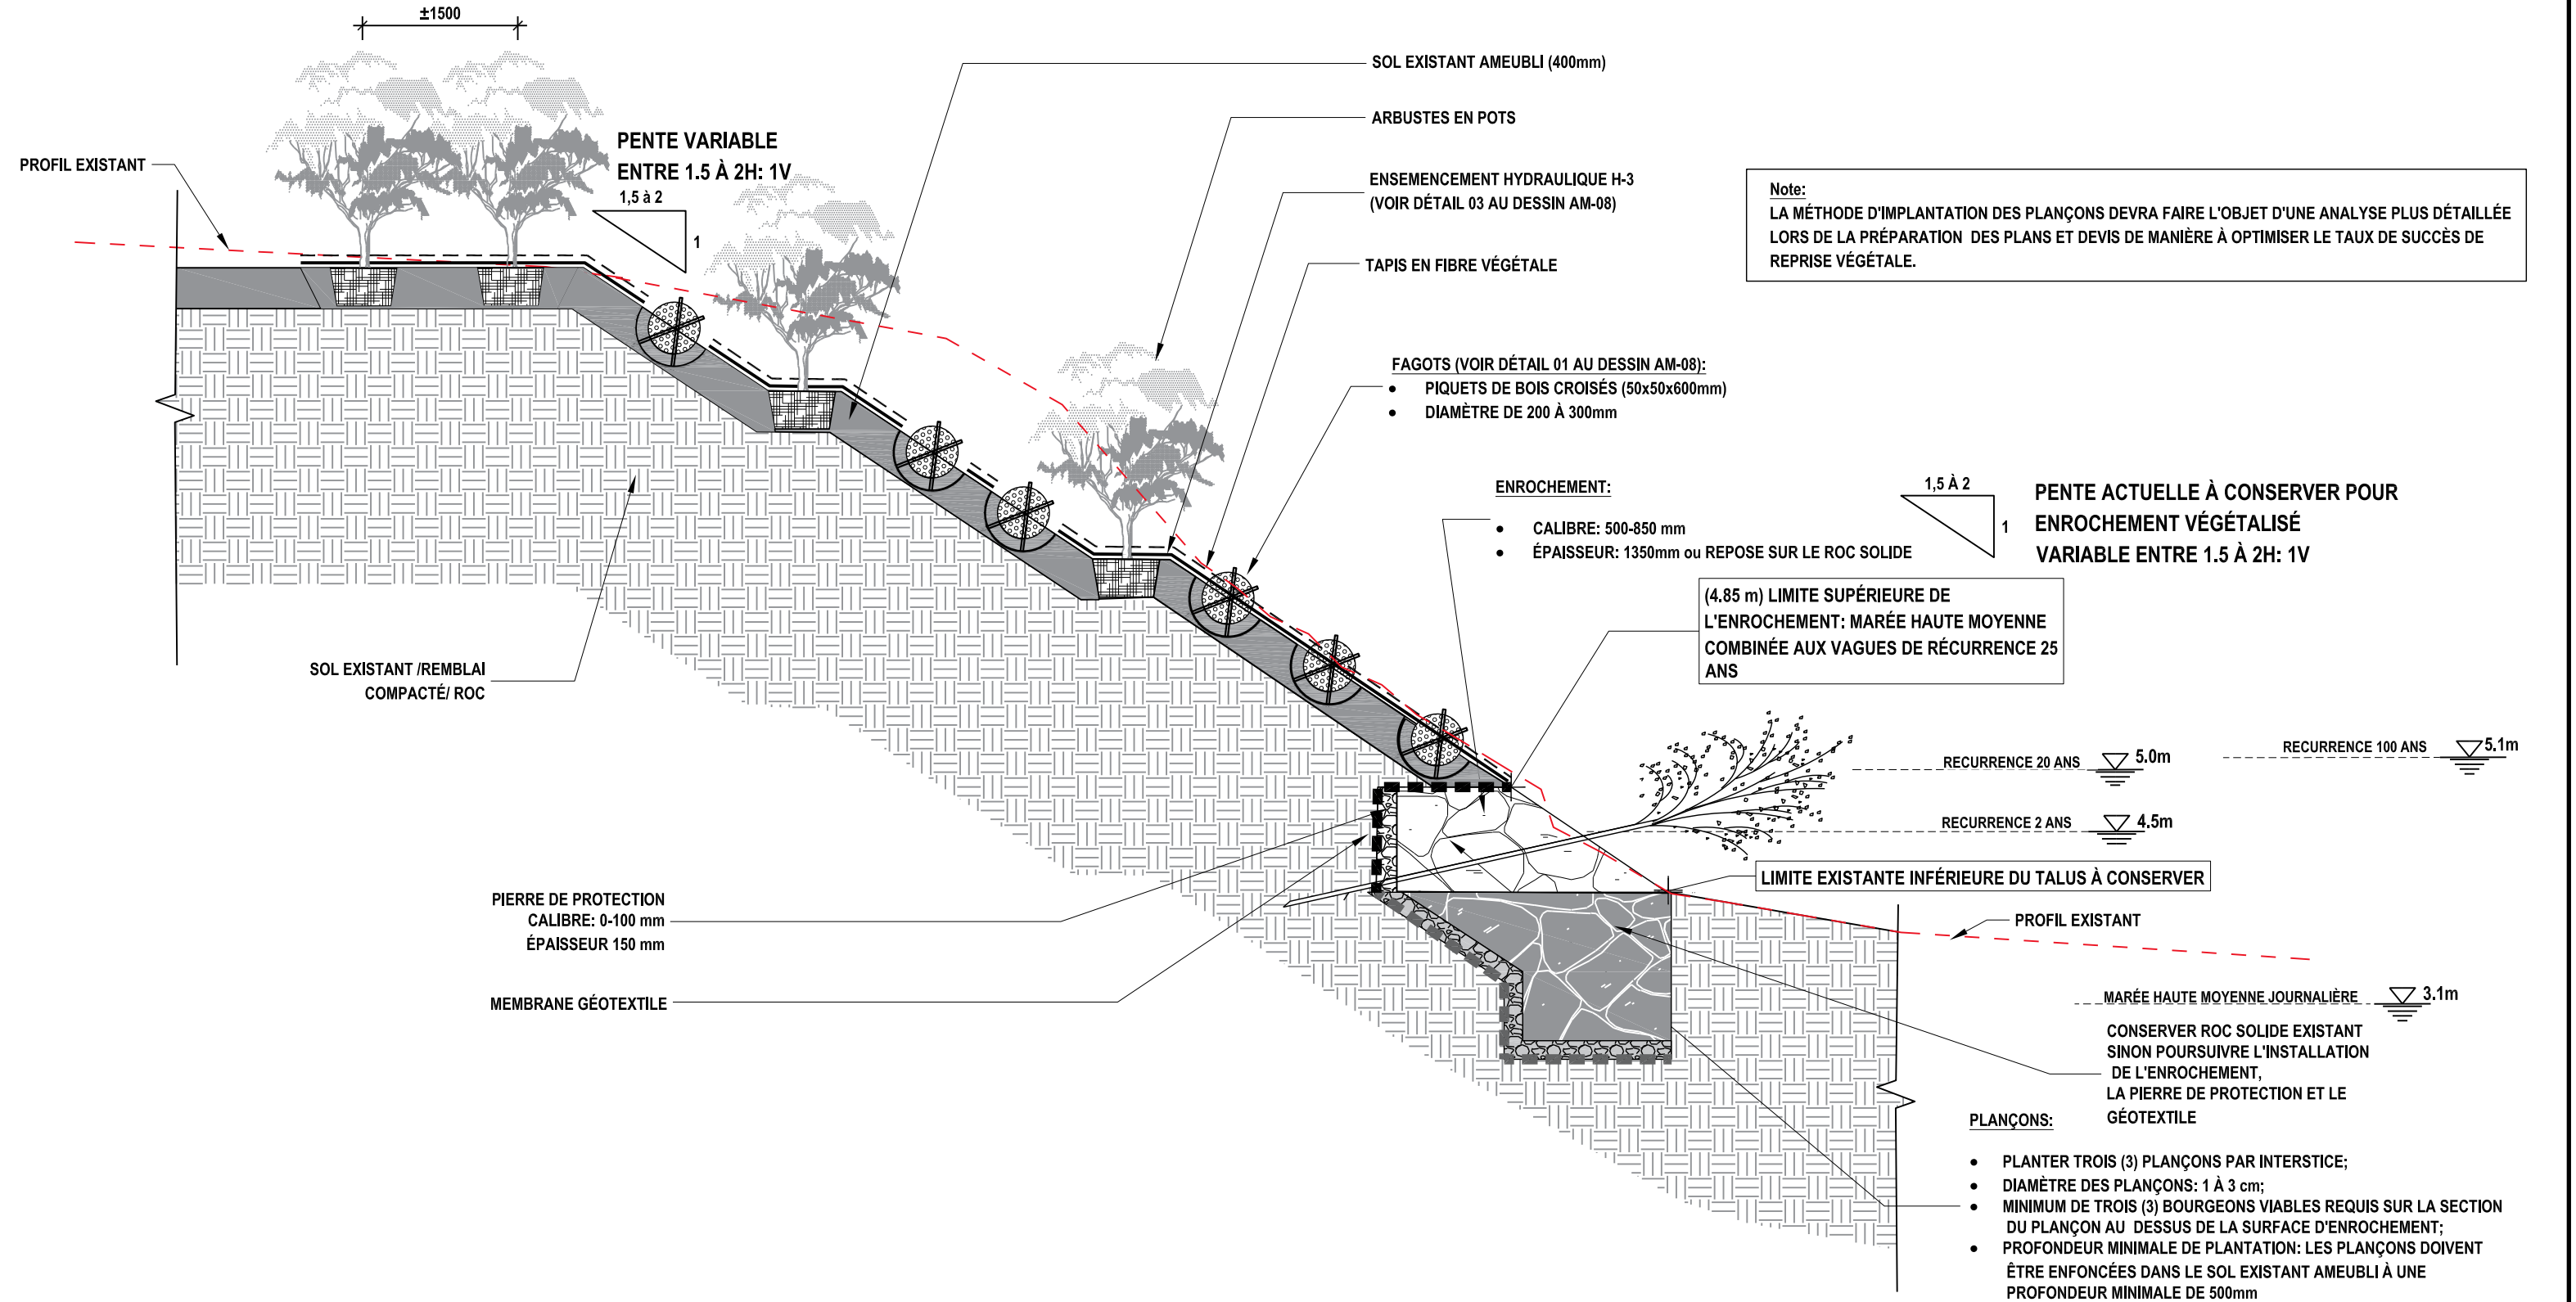 ±1500
SOL EXISTANT AMEUBLI (400mm)
ARBUSTES EN POTS
PROFIL EXISTANT
PENTE VARIABLE
ENTRE 1.5 À 2H: 1V
1,5 à 2
1
ENSEMENCEMENT HYDRAULIQUE H-3
(VOIR DÉTAIL 03 AU DESSIN AM-08)
TAPIS EN FIBRE VÉGÉTALE
Note:
LA MÉTHODE D'IMPLANTATION DES PLANÇONS DEVRA FAIRE L'OBJET D'UNE ANALYSE PLUS DÉTAILLÉE
LORS DE LA PRÉPARATION DES PLANS ET DEVIS DE MANIÈRE À OPTIMISER LE TAUX DE SUCCÈS DE
REPRISE VÉGÉTALE.
FAGOTS (VOIR DÉTAIL 01 AU DESSIN AM-08):
• PIQUETS DE BOIS CROISÉS (50x50x600mm)
• DIAMÈTRE DE 200 À 300mm
ENROCHEMENT:
• CALIBRE: 500-850 mm
• ÉPAISSEUR: 1350mm ou REPOSE SUR LE ROC SOLIDE
1,5 À 2
1
PENTE ACTUELLE À CONSERVER POUR
ENROCHEMENT VÉGÉTALISÉ
VARIABLE ENTRE 1.5 À 2H: 1V
(4.85 m) LIMITE SUPÉRIEURE DE
L'ENROCHEMENT: MARÉE HAUTE MOYENNE
COMBINÉE AUX VAGUES DE RÉCURRENCE 25
ANS
SOL EXISTANT /REMBLAI
COMPACTÉ/ ROC
RECURRENCE 20 ANS
5.0m
RECURRENCE 100 ANS
5.1m
RECURRENCE 2 ANS
4.5m
LIMITE EXISTANTE INFÉRIEURE DU TALUS À CONSERVER
PROFIL EXISTANT
PIERRE DE PROTECTION
CALIBRE: 0-100 mm
ÉPAISSEUR 150 mm
MEMBRANE GÉOTEXTILE
MARÉE HAUTE MOYENNE JOURNALIÈRE
3.1m
CONSERVER ROC SOLIDE EXISTANT
SINON POURSUIVRE L'INSTALLATION
DE L'ENROCHEMENT,
LA PIERRE DE PROTECTION ET LE
GÉOTEXTILE
PLANÇONS:
• PLANTER TROIS (3) PLANÇONS PAR INTERSTICE;
• DIAMÈTRE DES PLANÇONS: 1 À 3 cm;
• MINIMUM DE TROIS (3) BOURGEONS VIABLES REQUIS SUR LA SECTION
DU PLANÇON AU DESSUS DE LA SURFACE D'ENROCHEMENT;
• PROFONDEUR MINIMALE DE PLANTATION: LES PLANÇONS DOIVENT
ÊTRE ENFONCÉES DANS LE SOL EXISTANT AMEUBLI À UNE
PROFONDEUR MINIMALE DE 500mm